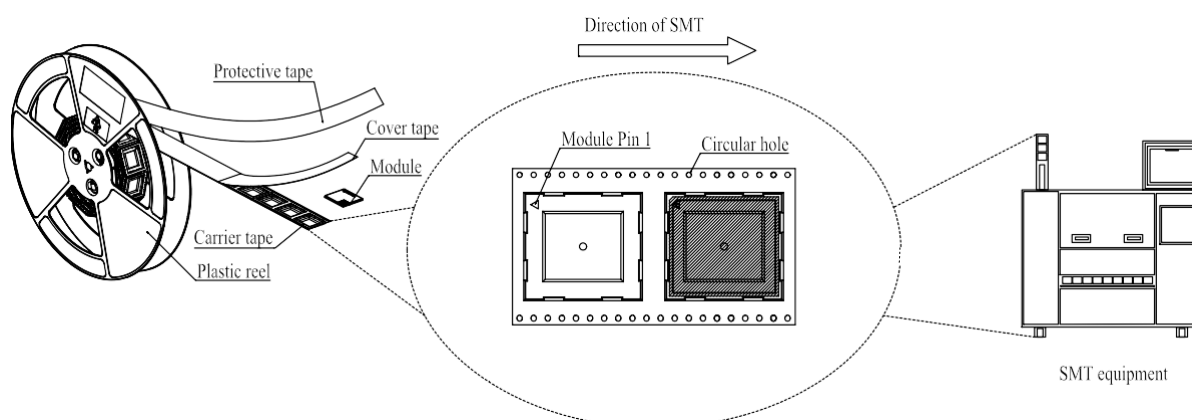 Direction of SMT
Protective tape
Cover tape
Module
Module Pin 1
Circular hole
Carrier tape
Plastic reel
SMT equipment